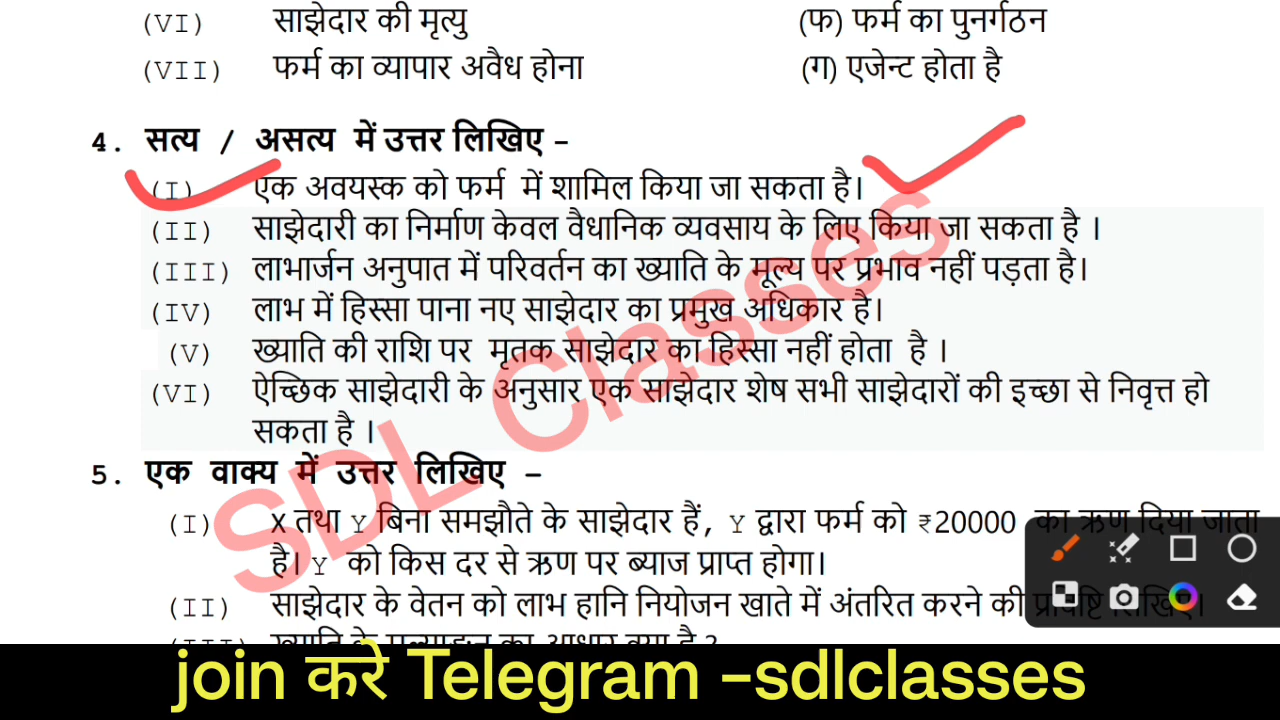 (VI) साझेदार की मृत्यु (फ) फर्म का पुनर्गठन
(VII) फर्म का व्यापार अवैध होना (ग) एजेन्ट होता है
4. सत्य / असत्य में उत्तर लिखिए -
(I) एक अवयस्क को फर्म में शामिल किया जा सकता है।
(II) साझेदारी का निर्माण केवल वैधानिक व्यवसाय के लिए किया जा सकता है ।
(III) लाभार्जन अनुपात में परिवर्तन का ख्याति के मूल्य पर प्रभाव नहीं पड़ता है।
(IV) लाभ में हिस्सा पाना नए साझेदार का प्रमुख अधिकार है।
(V) ख्याति की राशि पर मृतक साझेदार का हिस्सा नहीं होता है ।
(VI) ऐच्छिक साझेदारी के अनुसार एक साझेदार शेष सभी साझेदारों की इच्छा से निवृत्त हो
सकता है ।
SDL Classes
5. एक वाक्य में उत्तर लिखिए -
(I) X तथा Y बिना समझौते के साझेदार हैं, Y द्वारा फर्म को ₹20000 का ऋण दिया जाता
है। Y को किस दर से ऋण पर ब्याज प्राप्त होगा।
(II) साझेदार के वेतन को लाभ हानि नियोजन खाते में अंतरित करने की प्रविष्टि लिखिए।
(III) ख्याति के मूल्याङ्कन का आधार क्या है ?
join करे Telegram -sdlclasses